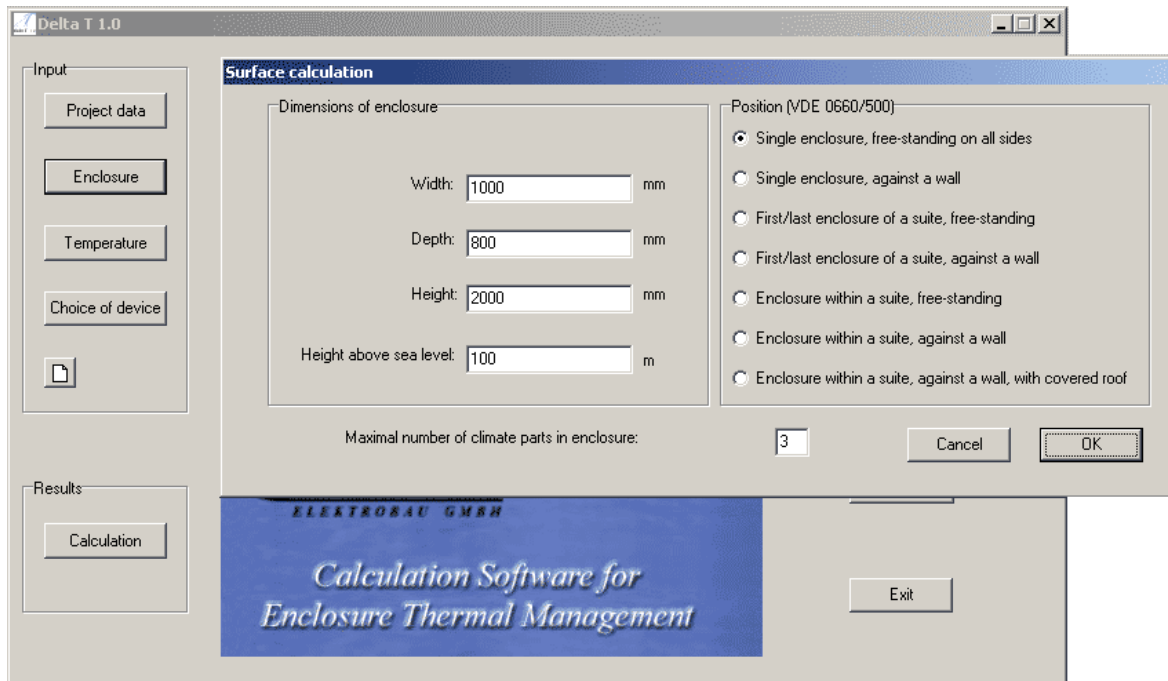 Delta T 1.0
Input
Project data
Enclosure
Temperature
Choice of device
Results
Calculation
Surface calculation
Dimensions of enclosure
Width: 1000 mm
Depth: 800 mm
Height: 2000 mm
Height above sea level: 100 m
Position (VDE 0660/500)
Single enclosure, free-standing on all sides
Single enclosure, against a wall
First/last enclosure of a suite, free-standing
First/last enclosure of a suite, against a wall
Enclosure within a suite, free-standing
Enclosure within a suite, against a wall
Enclosure within a suite, against a wall, with covered roof
Maximal number of climate parts in enclosure: 3
Cancel
OK
ELEKTROBAU GMBH
Calculation Software for
Enclosure Thermal Management
Exit